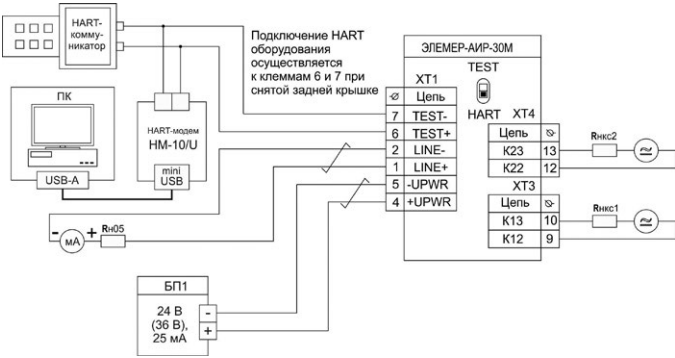 HART-
комму-
никатор
Подключение HART
оборудования
осуществляется
к клеммам 6 и 7 при
снятой задней крышке
ПК
USB-A
HART-модем
HM-10/U
mini
USB
- мА + Rн05
БП1
24 В
(36 В),
25 мА
-
+
ЭЛЕМЕР-АИР-30М
TEST
HART
XT1
Ø Цепь
7 TEST-
6 TEST+
2 LINE-
1 LINE+
5 -UPWR
4 +UPWR
XT4
Цепь Ø
K23 13
K22 12
XT3
Цепь Ø
K13 10
K12 9
Rнкс2
Rнкс1